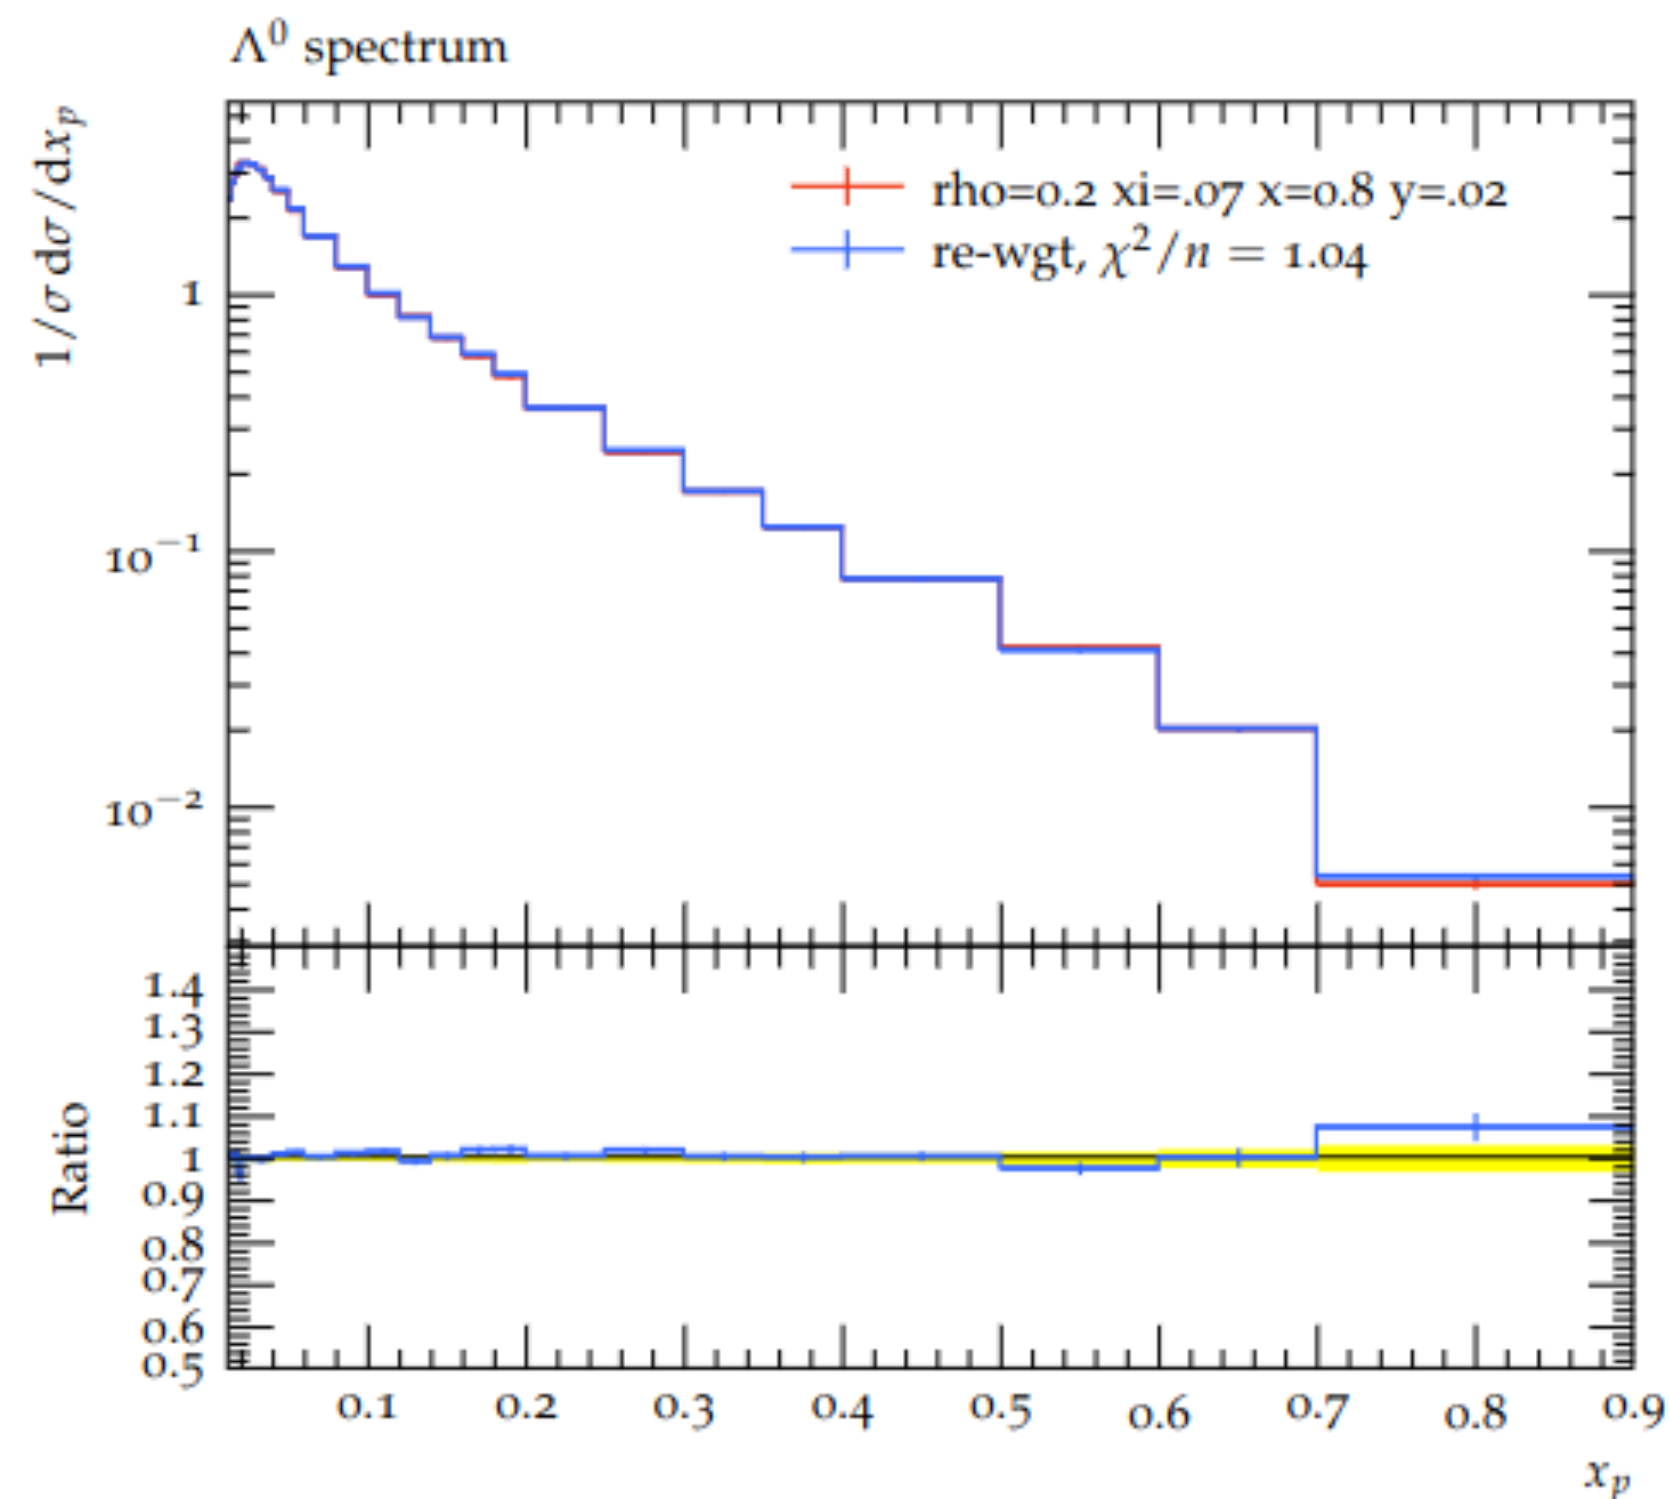 Λ⁰ spectrum
1/σ dσ/dxₚ
rho=0.2 xi=.07 x=0.8 y=.02
re-wgt, χ²/n = 1.04
1
10⁻¹
10⁻²
Ratio
1.4
1.3
1.2
1.1
1
0.9
0.8
0.7
0.6
0.5
0.1 0.2 0.3 0.4 0.5 0.6 0.7 0.8 0.9
xₚ